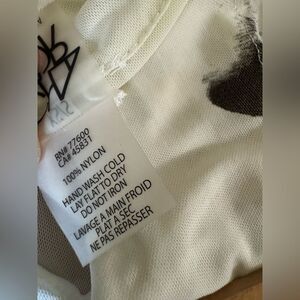 RN# 77600
CA# 45831
100% NYLON
HAND WASH COLD
LAY FLAT TO DRY
DO NOT IRON
LAVAGE A MAIN FROID
PLAT A SEC
NE PAS REPASSER